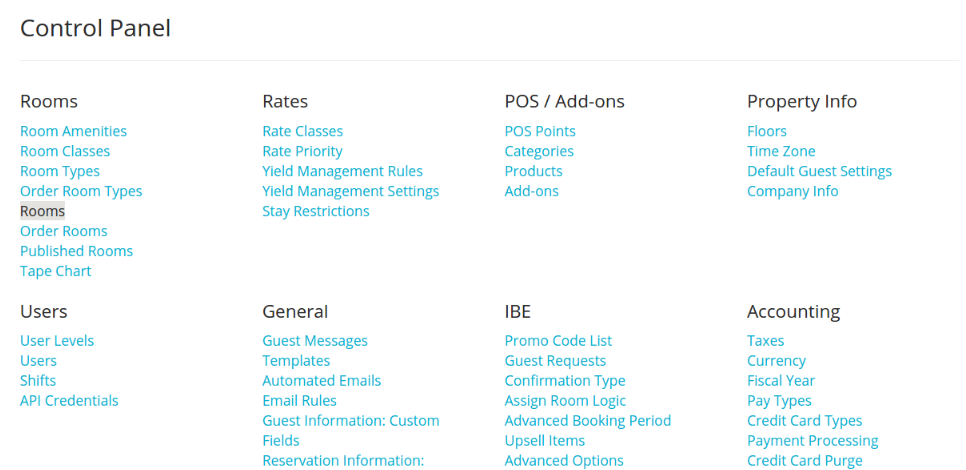 Control Panel
Rooms
Room Amenities
Room Classes
Room Types
Order Room Types
Rooms
Order Rooms
Published Rooms
Tape Chart
Rates
Rate Classes
Rate Priority
Yield Management Rules
Yield Management Settings
Stay Restrictions
POS / Add-ons
POS Points
Categories
Products
Add-ons
Property Info
Floors
Time Zone
Default Guest Settings
Company Info
Users
User Levels
Users
Shifts
API Credentials
General
Guest Messages
Templates
Automated Emails
Email Rules
Guest Information: Custom
Fields
Reservation Information:
IBE
Promo Code List
Guest Requests
Confirmation Type
Assign Room Logic
Advanced Booking Period
Upsell Items
Advanced Options
Accounting
Taxes
Currency
Fiscal Year
Pay Types
Credit Card Types
Payment Processing
Credit Card Purge